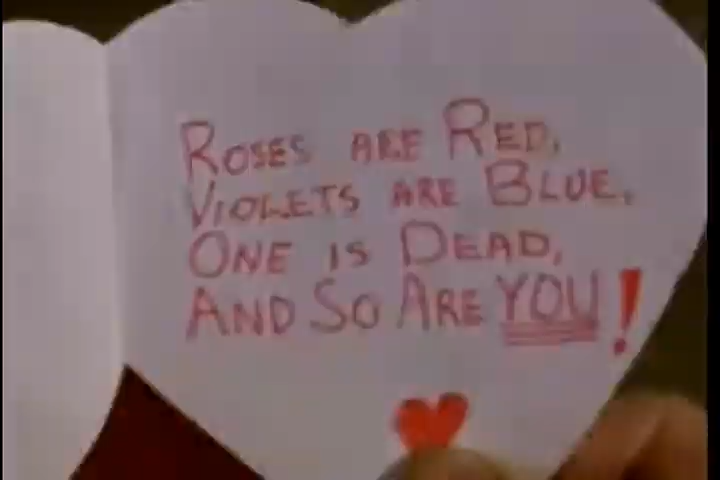 ROSES ARE RED,
VIOLETS ARE BLUE,
ONE IS DEAD,
AND SO ARE YOU!